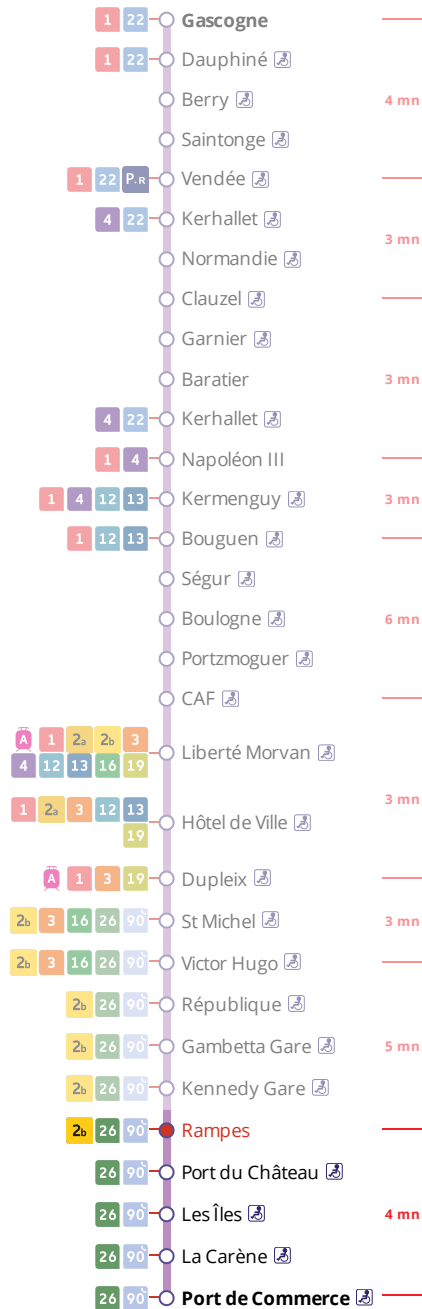 1 22 Gascogne
1 22 Dauphiné
Berry 4 mn
Saintonge
1 22 P+R Vendée
4 22 Kerhallet
3 mn
Normandie
Clauzel
Garnier
Baratier 3 mn
4 22 Kerhallet
1 4 Napoléon III
1 4 12 13 Kermenguy 3 mn
1 12 13 Bouguen
Ségur
Boulogne 6 mn
Portzmoguer
CAF
A 1 2a 2b 3
4 12 13 16 19
Liberté Morvan
3 mn
1 2a 3 12 13
19
Hôtel de Ville
A 1 3 19 Dupleix
2b 3 16 26 90 St Michel 3 mn
2b 3 16 26 90 Victor Hugo
2b 26 90 République
2b 26 90 Gambetta Gare 5 mn
2b 26 90 Kennedy Gare
2b 26 90 Rampes
26 90 Port du Château
26 90 Les Îles 4 mn
26 90 La Carène
26 90 Port de Commerce